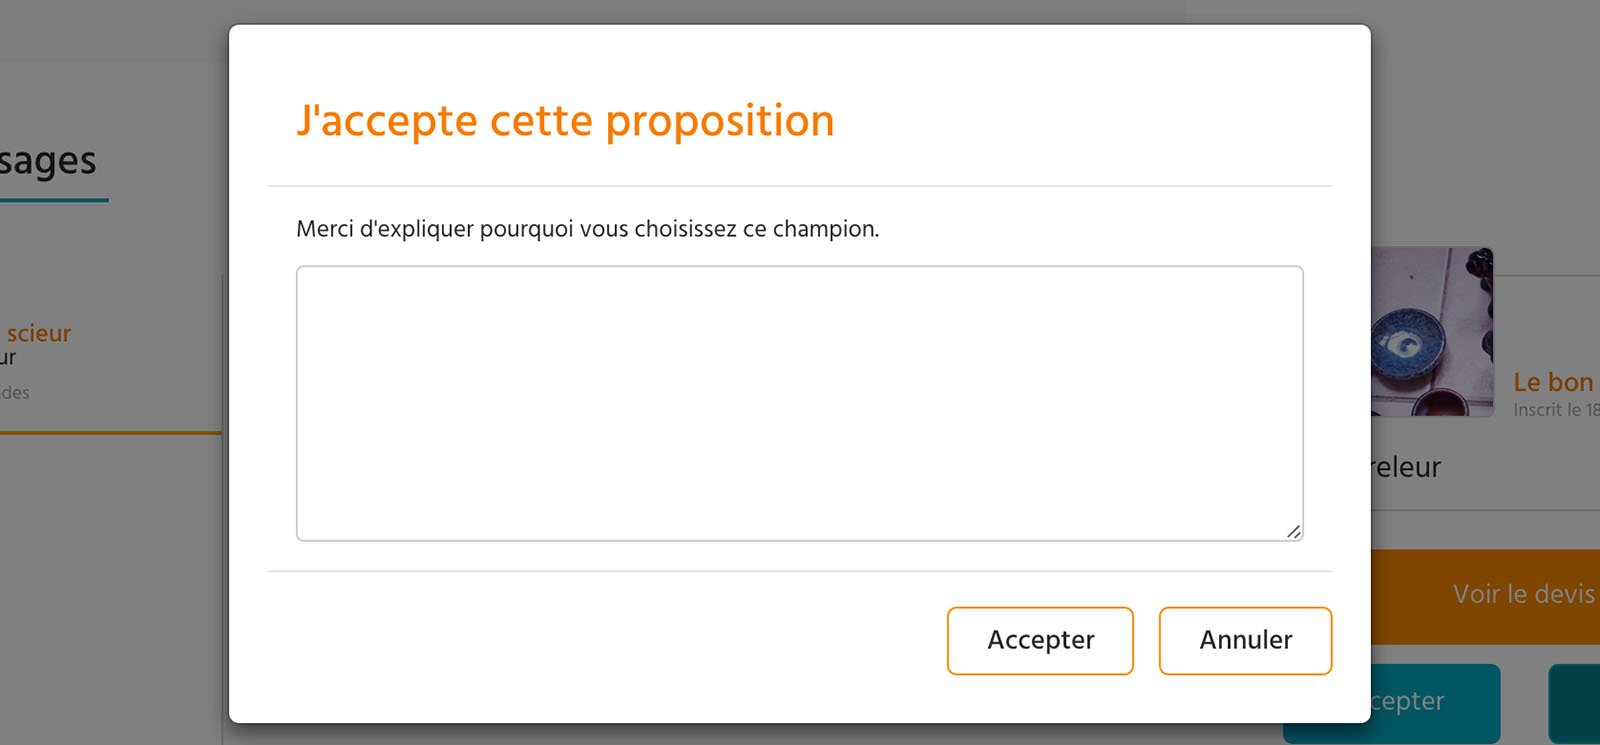 J'accepte cette proposition
sages
Merci d'expliquer pourquoi vous choisissez ce champion.
scieur
ur
des
Le bon
Inscrit le 18
releur
Voir le devis
Accepter
Annuler
cepter